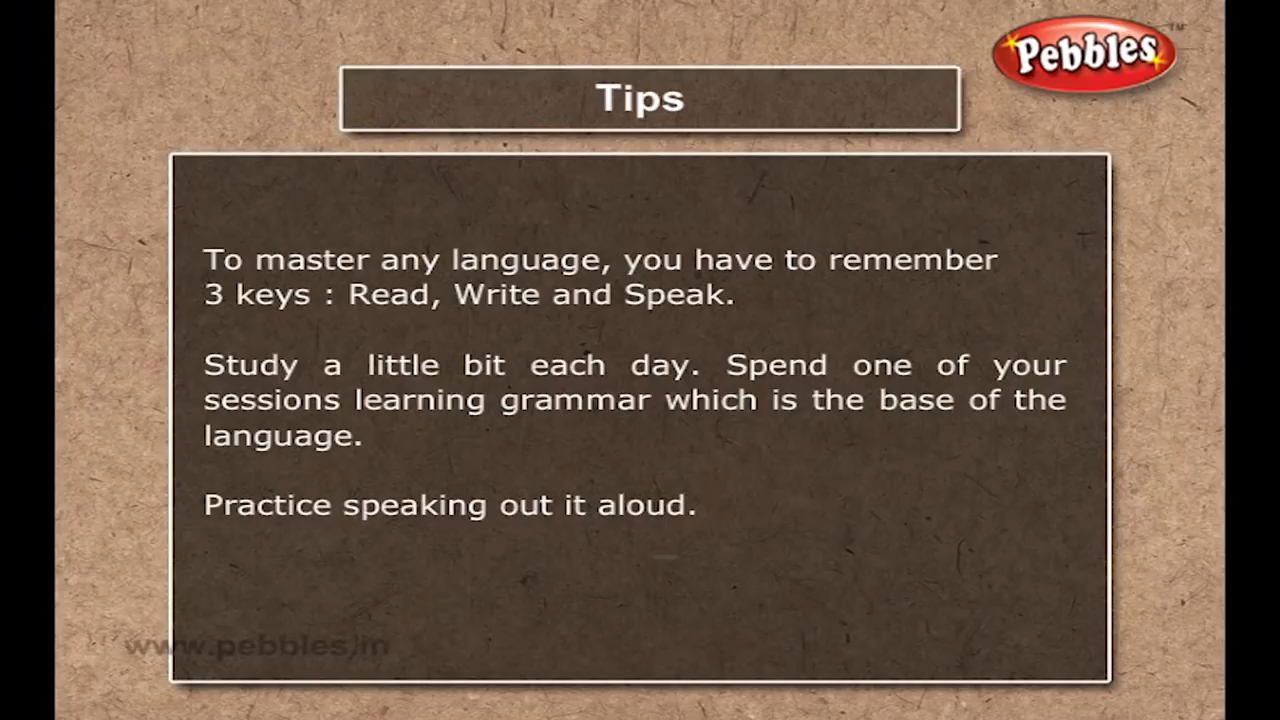 Pebbles
TM
Tips
To master any language, you have to remember
3 keys : Read, Write and Speak.
Study a little bit each day. Spend one of your
sessions learning grammar which is the base of the
language.
Practice speaking out it aloud.
www.pebbles.in